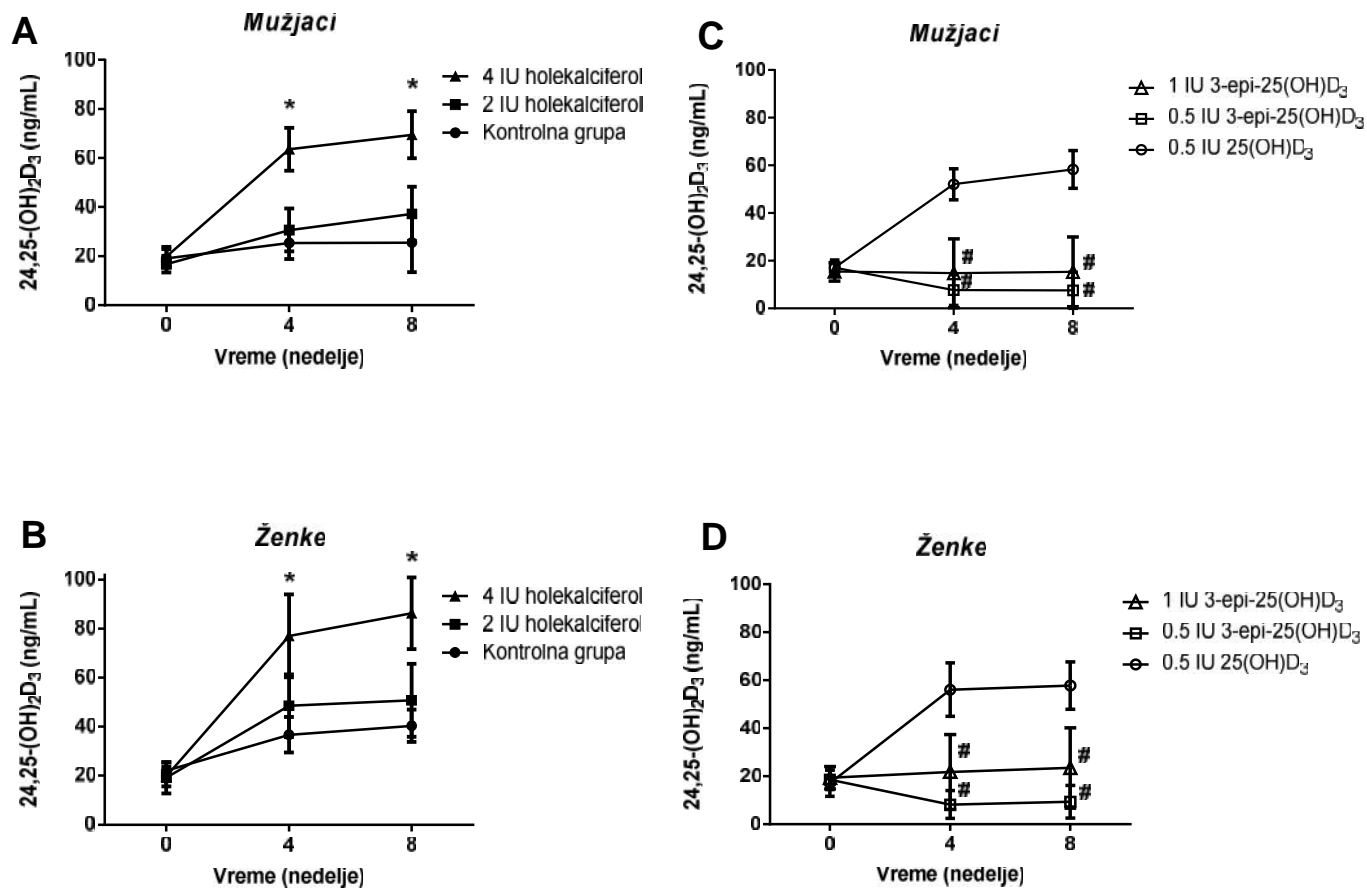 A
Mužjaci
24,25-(OH)2D3 (ng/mL)
100
80
60
40
20
0
*
*
4 IU holekalciferol
2 IU holekalciferol
Kontrolna grupa
0
4
8
Vreme (nedelje)
C
Mužjaci
24,25-(OH)2D3 (ng/mL)
100
80
60
40
20
0
#
#
#
#
1 IU 3-epi-25(OH)D3
0.5 IU 3-epi-25(OH)D3
0.5 IU 25(OH)D3
0
4
8
Vreme (nedelje)
B
Ženke
24,25-(OH)2D3 (ng/mL)
100
80
60
40
20
0
*
*
4 IU holekalciferol
2 IU holekalciferol
Kontrolna grupa
0
4
8
Vreme (nedelje)
D
Ženke
24,25-(OH)2D3 (ng/mL)
100
80
60
40
20
0
#
#
#
#
1 IU 3-epi-25(OH)D3
0.5 IU 3-epi-25(OH)D3
0.5 IU 25(OH)D3
0
4
8
Vreme (nedelje)